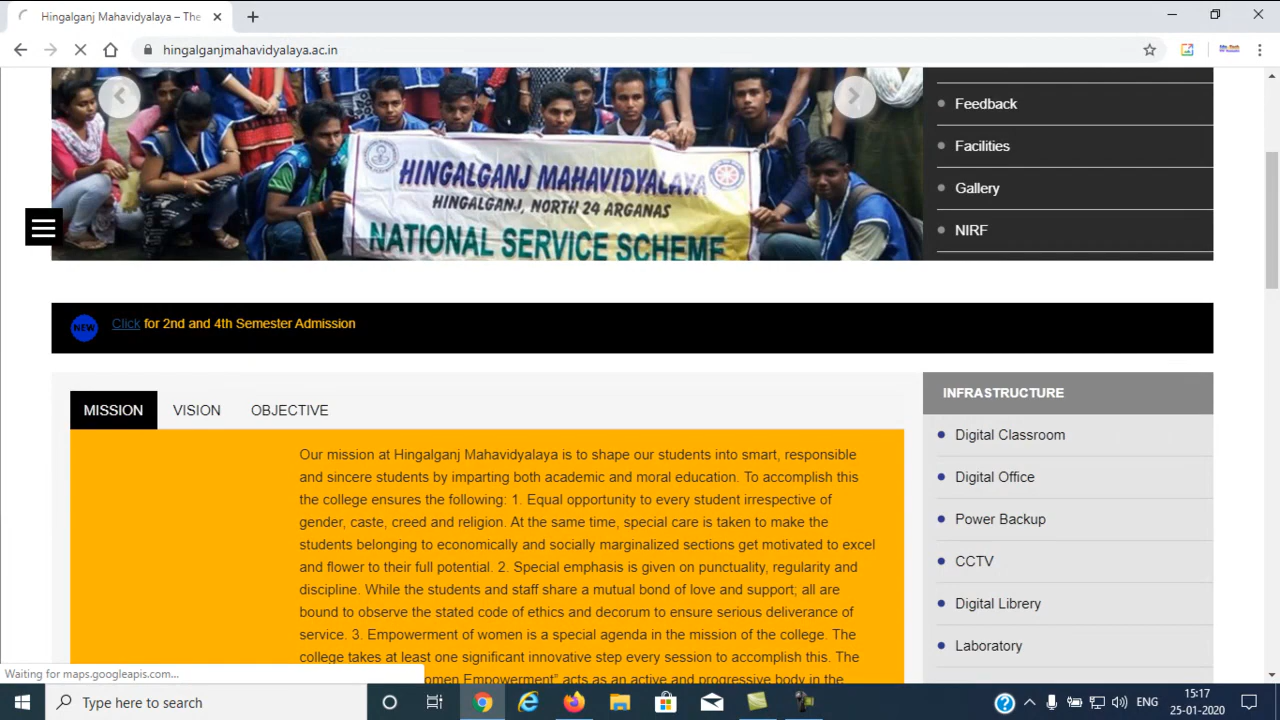 Hingalganj Mahavidyalaya – The
hingalganjmahavidyalaya.ac.in
HINGALGANJ MAHAVIDYALAYA
HINGALGANJ, NORTH 24 ARGANAS
NATIONAL SERVICE SCHEME
Feedback
Facilities
Gallery
NIRF
NEW
Click for 2nd and 4th Semester Admission
MISSION VISION OBJECTIVE
Our mission at Hingalganj Mahavidyalaya is to shape our students into smart, responsible
and sincere students by imparting both academic and moral education. To accomplish this
the college ensures the following: 1. Equal opportunity to every student irrespective of
gender, caste, creed and religion. At the same time, special care is taken to make the
students belonging to economically and socially marginalized sections get motivated to excel
and flower to their full potential. 2. Special emphasis is given on punctuality, regularity and
discipline. While the students and staff share a mutual bond of love and support; all are
bound to observe the stated code of ethics and decorum to ensure serious deliverance of
service. 3. Empowerment of women is a special agenda in the mission of the college. The
college takes at least one significant innovative step every session to accomplish this. The
omen Empowerment” acts as an active and progressive body in the
INFRASTRUCTURE
Digital Classroom
Digital Office
Power Backup
CCTV
Digital Librery
Laboratory
Waiting for maps.googleapis.com...
Type here to search
ENG
15:17
25-01-2020